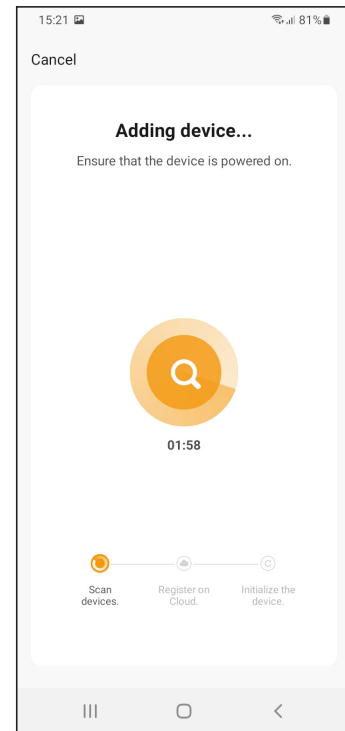 15:21 81%
Cancel
Adding device...
Ensure that the device is powered on.
01:58
Scan
devices.
Register on
Cloud.
Initialize the
device.